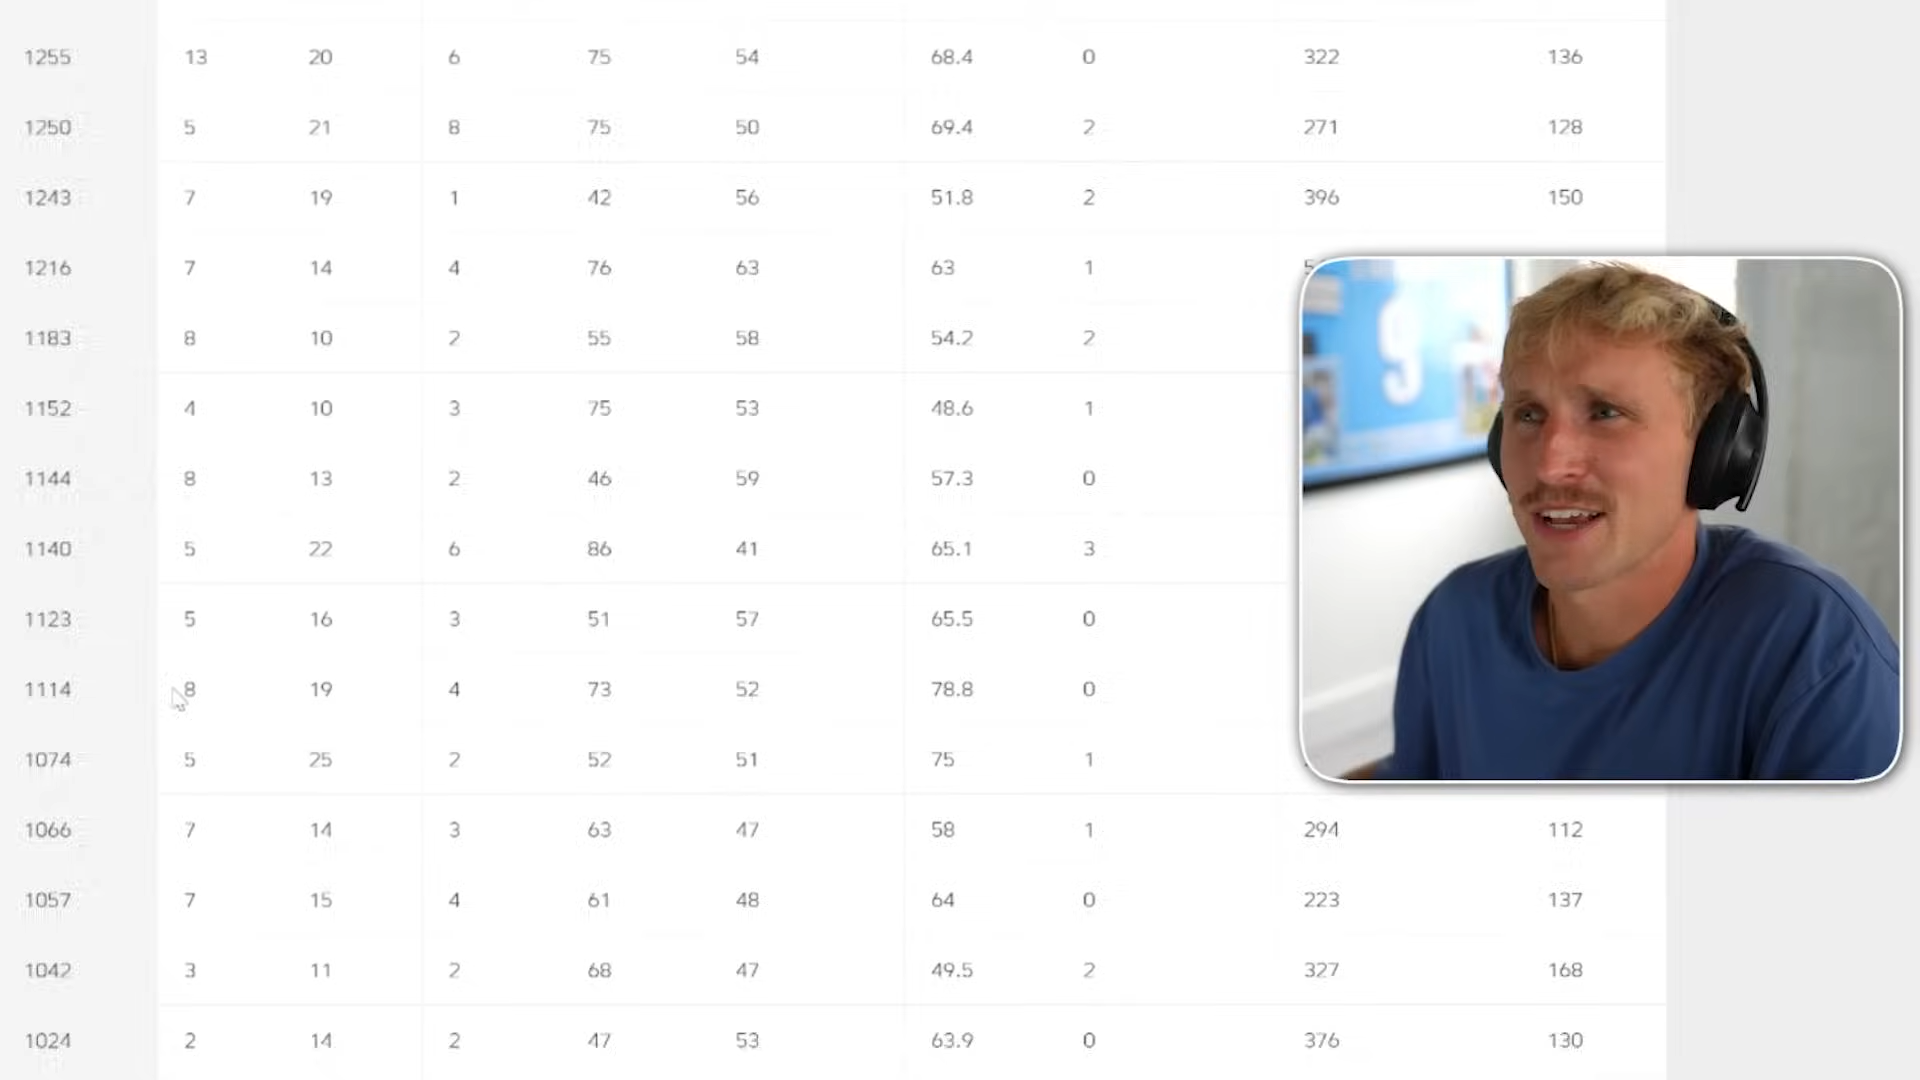 1255 13 20 6 75 54 68.4 0 322 136
1250 5 21 8 75 50 69.4 2 271 128
1243 7 19 1 42 56 51.8 2 396 150
1216 7 14 4 76 63 63 1
1183 8 10 2 55 58 54.2 2
9
1152 4 10 3 75 53 48.6 1
1144 8 13 2 46 59 57.3 0
1140 5 22 6 86 41 65.1 3
1123 5 16 3 51 57 65.5 0
1114 8 19 4 73 52 78.8 0
1074 5 25 2 52 51 75 1
1066 7 14 3 63 47 58 1 294 112
1057 7 15 4 61 48 64 0 223 137
1042 3 11 2 68 47 49.5 2 327 168
1024 2 14 2 47 53 63.9 0 376 130